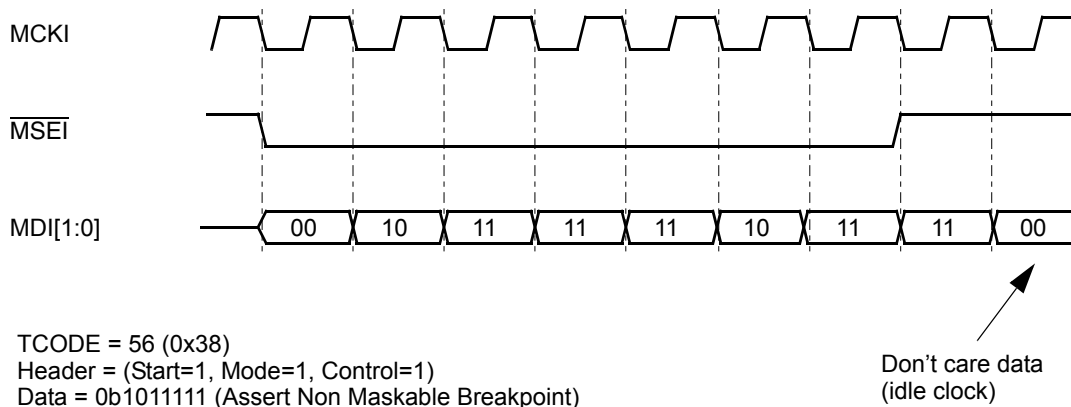 MCKI
MSEI
MDI[1:0] 00 10 11 11 11 10 11 11 00
TCODE = 56 (0x38)
Header = (Start=1, Mode=1, Control=1)
Data = 0b1011111 (Assert Non Maskable Breakpoint)
Don't care data
(idle clock)